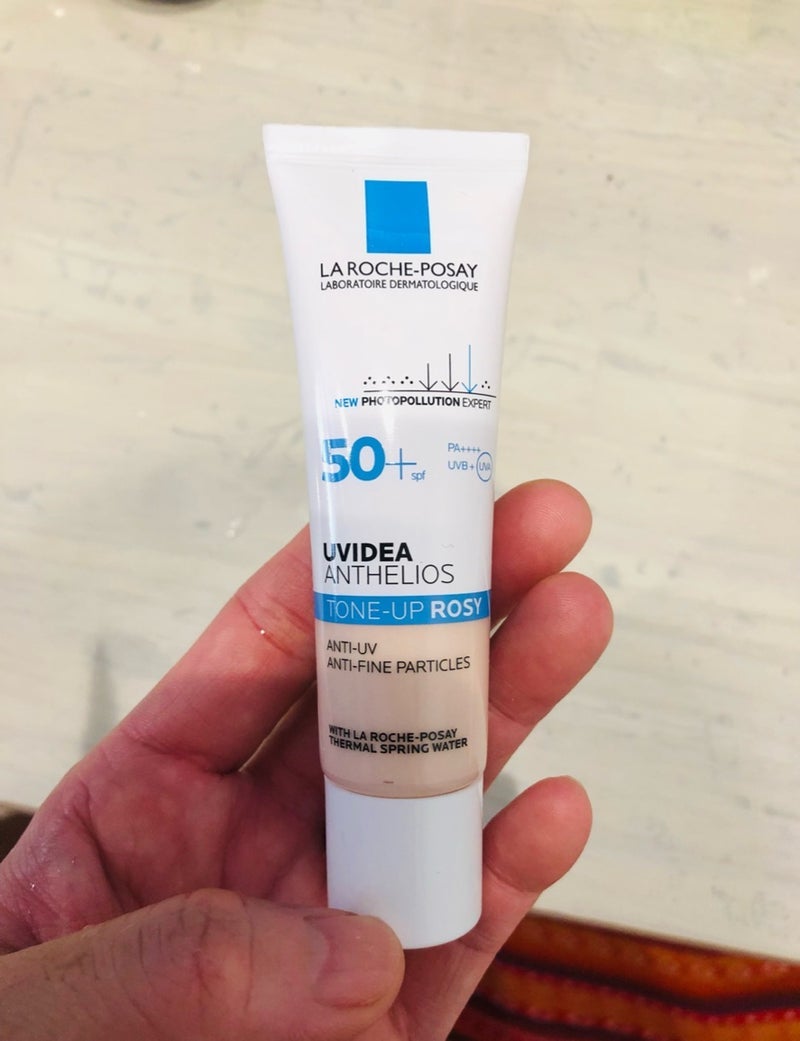 LA ROCHE-POSAY
LABORATOIRE DERMATOLOGIQUE
NEW PHOTOPOLLUTION EXPERT
50+ spf
PA++++
UVB + UVA
UVIDEA
ANTHELIOS
TONE-UP ROSY
ANTI-UV
ANTI-FINE PARTICLES
WITH LA ROCHE-POSAY
THERMAL SPRING WATER